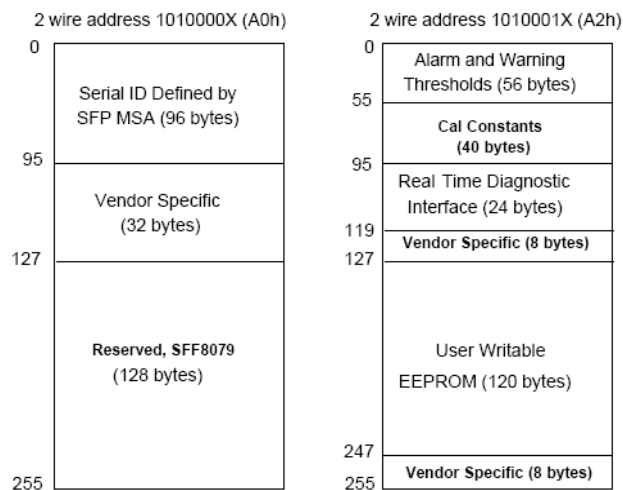 2 wire address 1010000X (A0h)
0
Serial ID Defined by
SFP MSA (96 bytes)
95
Vendor Specific
(32 bytes)
127
Reserved, SFF8079
(128 bytes)
255
2 wire address 1010001X (A2h)
0
Alarm and Warning
Thresholds (56 bytes)
55
Cal Constants
(40 bytes)
95
Real Time Diagnostic
Interface (24 bytes)
119
Vendor Specific (8 bytes)
127
User Writable
EEPROM (120 bytes)
247
Vendor Specific (8 bytes)
255